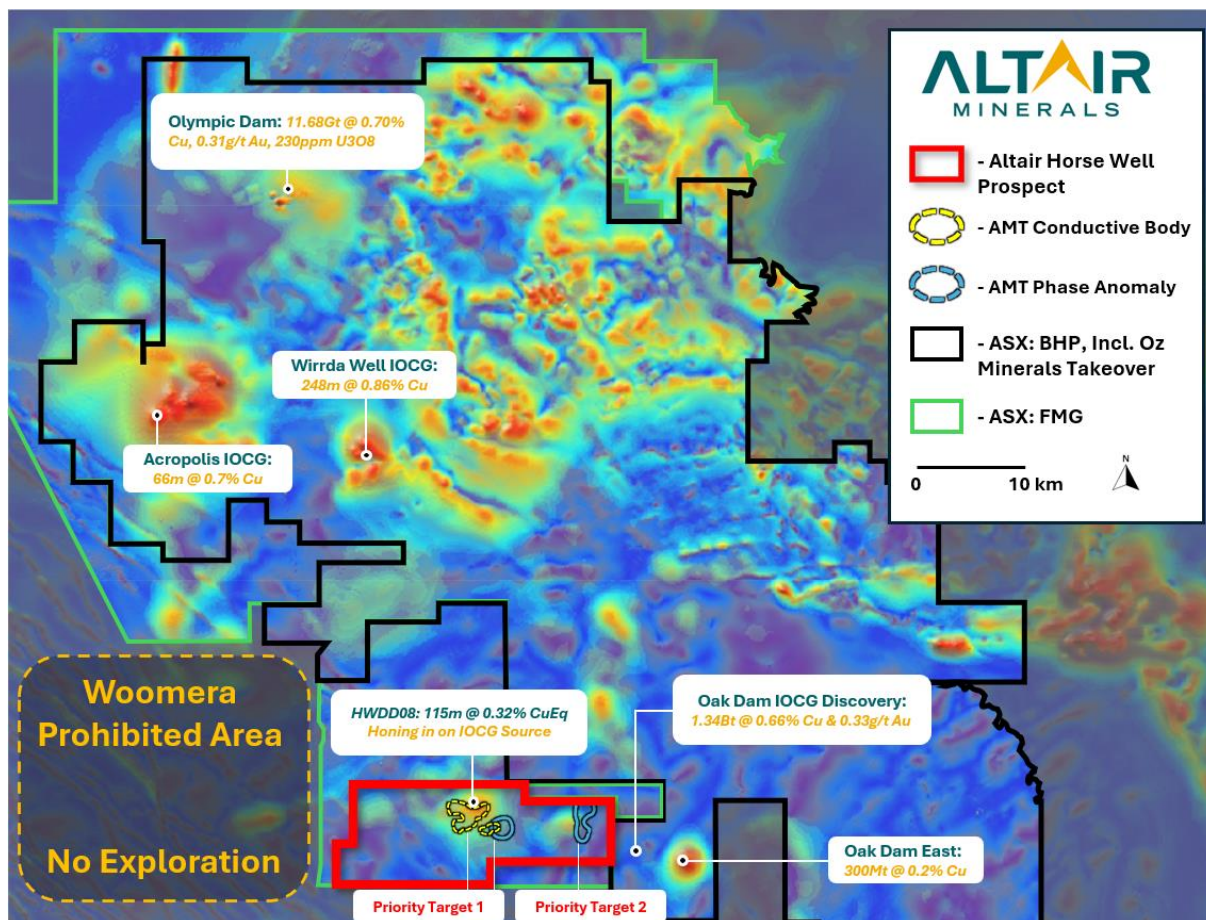 ALTAIR
MINERALS
- Altair Horse Well
Prospect
- AMT Conductive Body
- AMT Phase Anomaly
- ASX: BHP, Incl. Oz
Minerals Takeover
- ASX: FMG
0 10 km
N
Olympic Dam: 11.68Gt @ 0.70%
Cu, 0.31g/t Au, 230ppm U3O8
Wirrda Well IOCG:
248m @ 0.86% Cu
Acropolis IOCG:
66m @ 0.7% Cu
Woomera
Prohibited Area
No Exploration
HWDD08: 115m @ 0.32% CuEq
Honing in on IOCG Source
Oak Dam IOCG Discovery:
1.34Bt @ 0.66% Cu & 0.33g/t Au
Oak Dam East:
300Mt @ 0.2% Cu
Priority Target 1
Priority Target 2